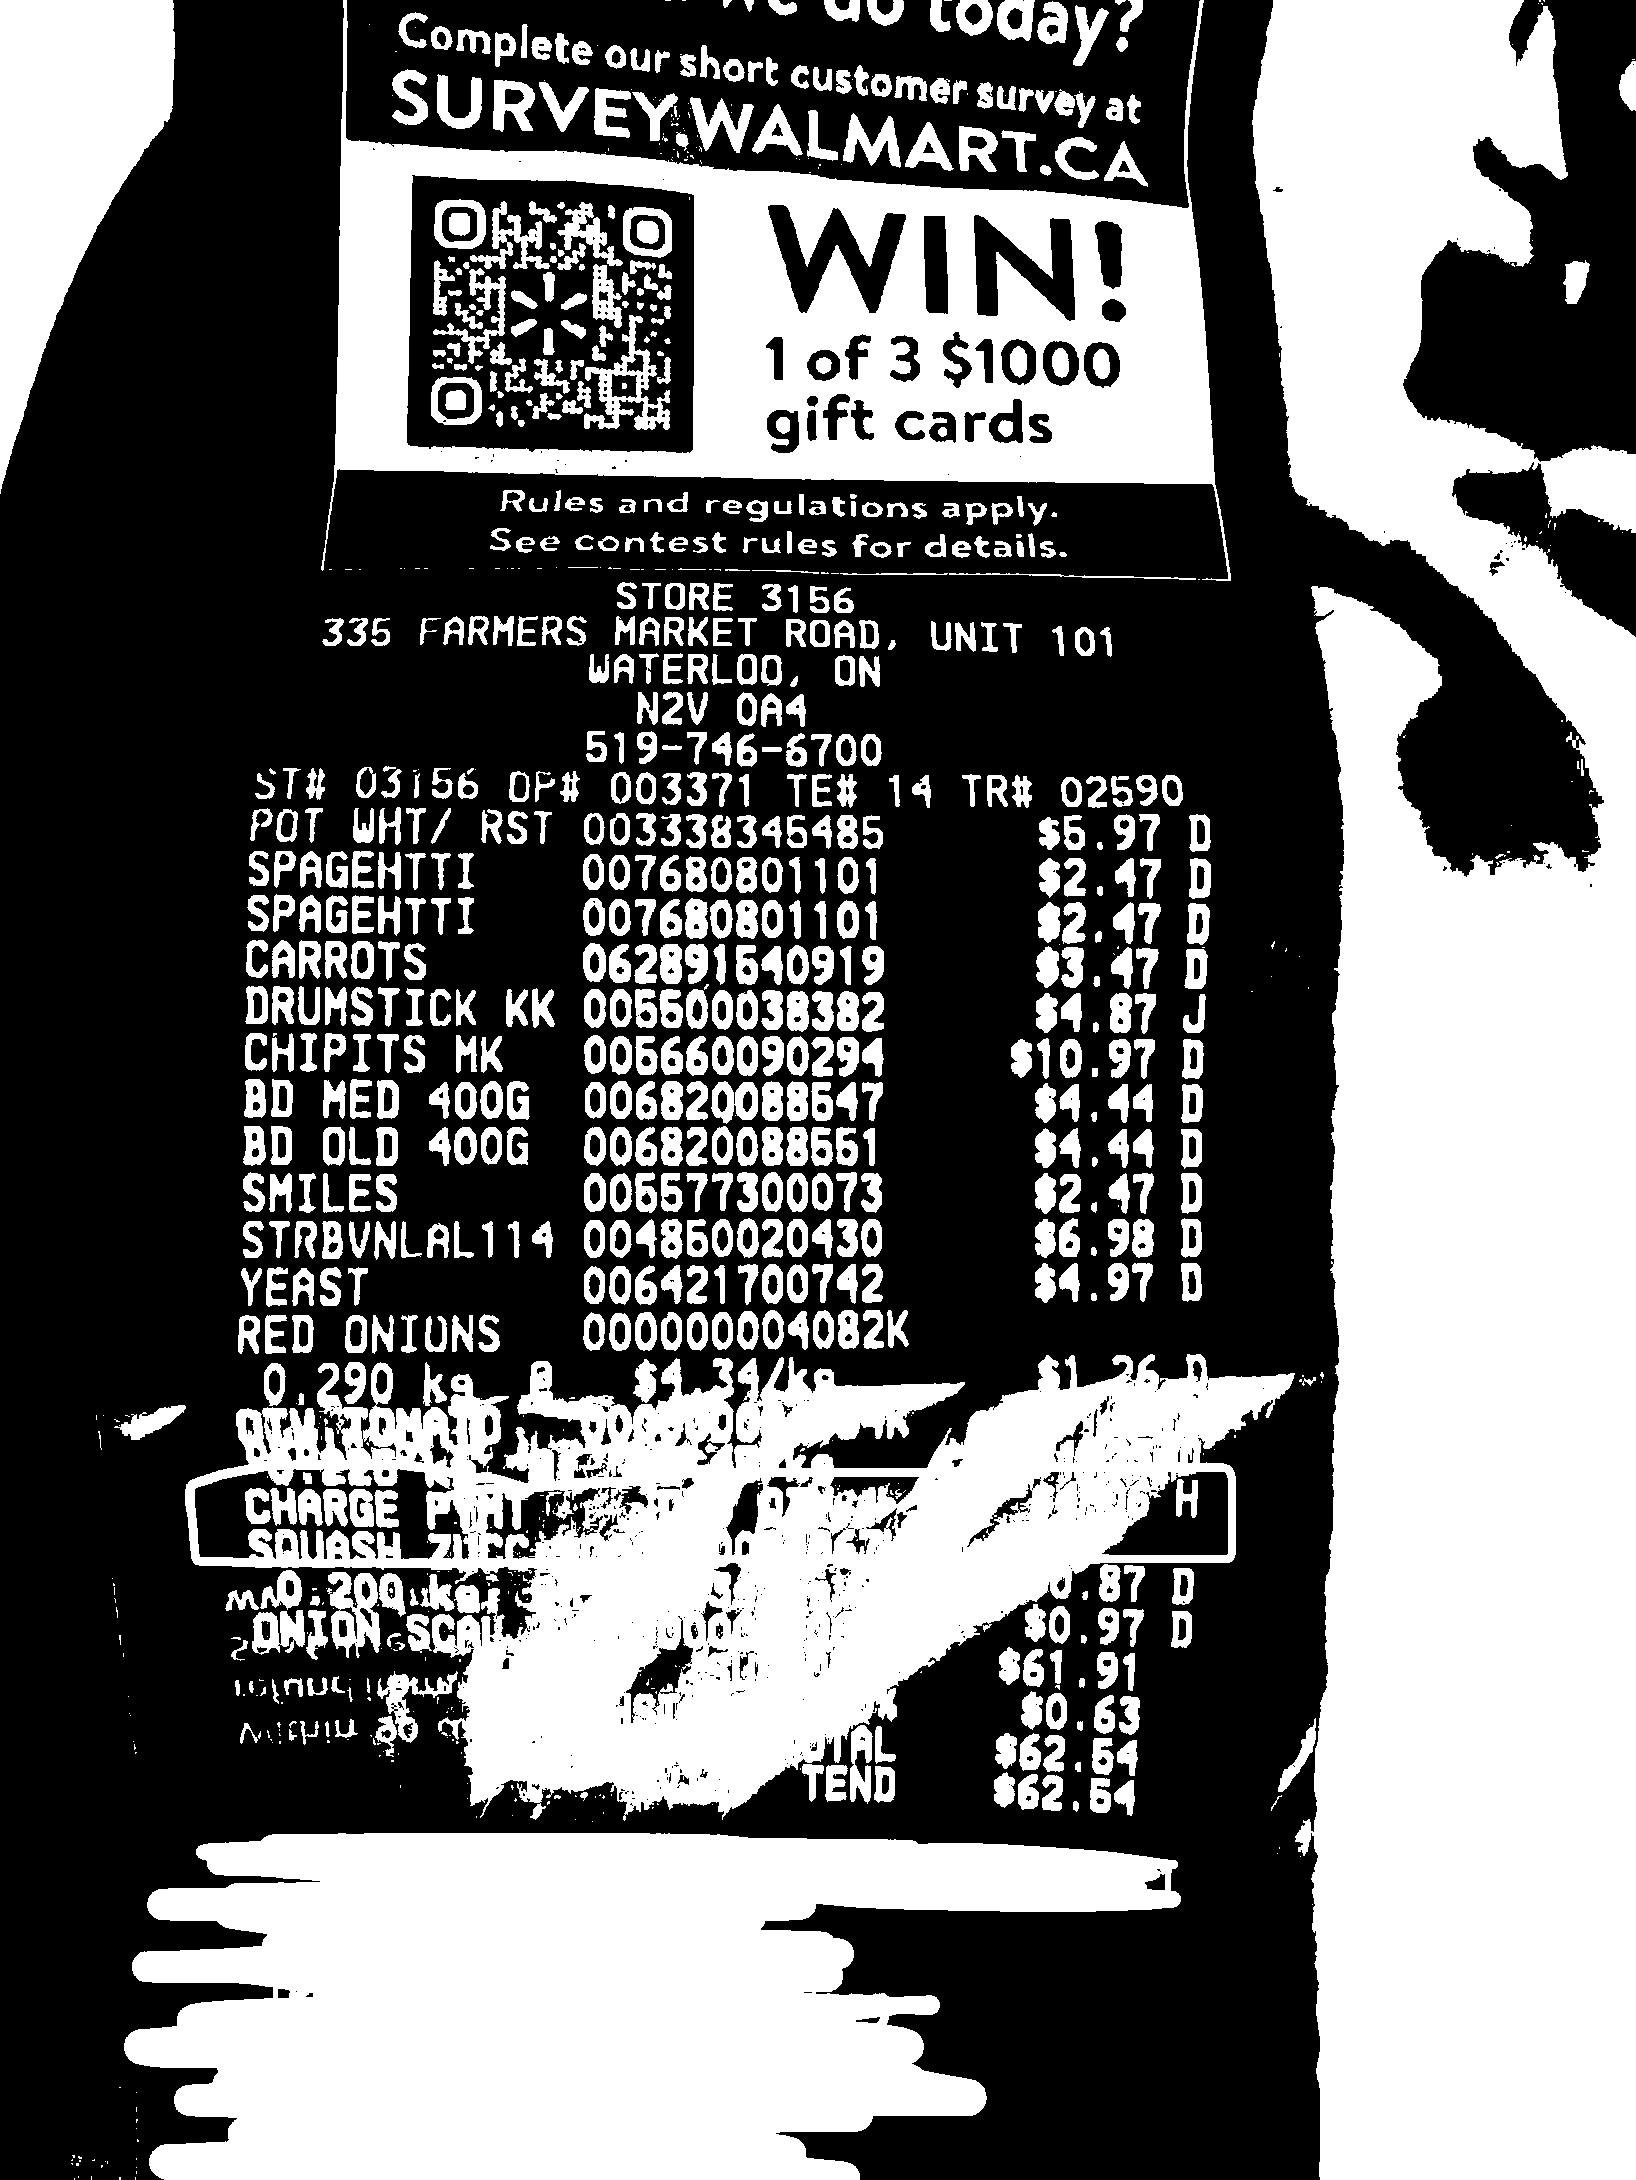 we do today?
Complete our short customer survey at
SURVEY.WALMART.CA
WIN!
1 of 3 $1000
gift cards
Rules and regulations apply.
See contest rules for details.
STORE 3156
335 FARMERS MARKET ROAD, UNIT 101
WATERLOO, ON
N2V 0A4
519-746-6700
ST# 03156 OP# 003371 TE# 14 TR# 02590
POT WHT/ RST 003338345485 $5.97 D
SPAGEHTTI 007680801101 $2.47 D
SPAGEHTTI 007680801101 $2.47 D
CARROTS 062891540919 $3.47 D
DRUMSTICK KK 005500038382 $4.87 J
CHIPITS MK 005660090294 $10.97 D
BD MED 400G 006820088547 $4.44 D
BD OLD 400G 006820088551 $4.44 D
SMILES 005577300073 $2.47 D
STRBVNLAL114 004850020430 $6.98 D
YEAST 006421700742 $4.97 D
RED ONIONS 000000004082K
0.290 kg @ $4.34/kg $1.26 D
CHARGE PYMT H
SQUASH
0.200 kg D
ONION $0.97 D
$61.91
$0.63
$62.54
TEND $62.54